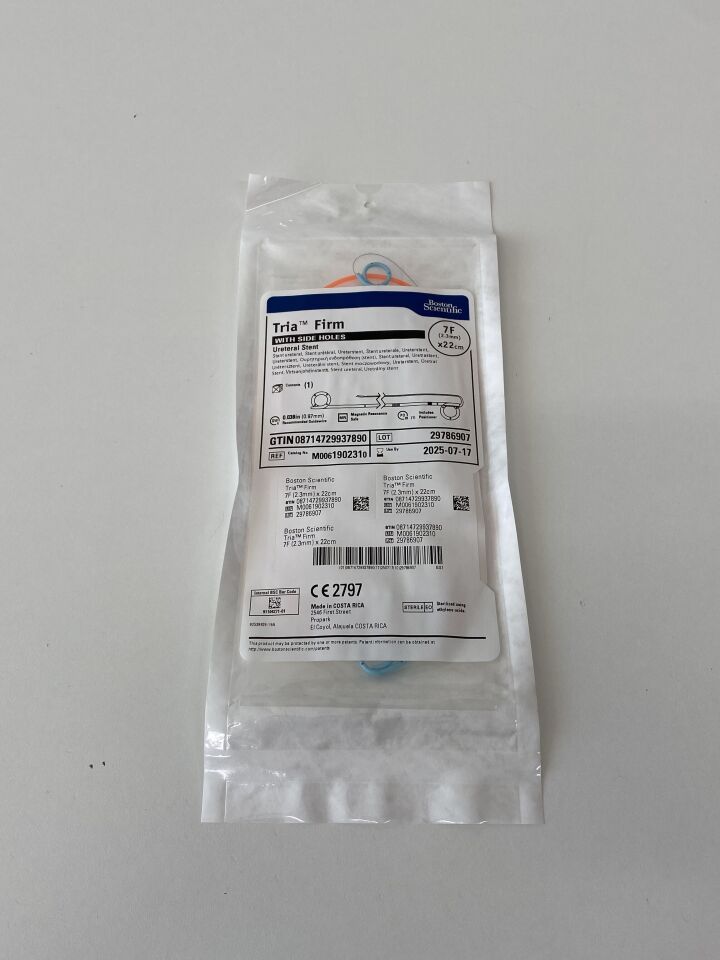 Boston
Scientific
Tria™ Firm
WITH SIDE HOLES
Ureteral Stent
7F
(2.3mm)
x22cm
Contents (1)
0.038in (0.97mm)
Recommended Guidewire
MR
Magnetic Resonance
Safe
Includes
Positioner
GTIN 08714729937890
LOT 29786907
REF Catalog No. M0061902310
Use By 2025-07-17
Boston Scientific
Tria™ Firm
7F (2.3mm) x 22cm
GTIN 08714729937890
M0061902310
29786907
Boston Scientific
Tria™ Firm
7F (2.3mm) x 22cm
GTIN 08714729937890
M0061902310
29786907
Boston Scientific
Tria™ Firm
7F (2.3mm) x 22cm
GTIN 08714729937890
M0061902310
29786907
Internal BSC Bar Code
CE 2797
Made in COSTA RICA
2546 First Street
Propark
El Coyol, Alajuela COSTA RICA
STERILE EO
Sterilized using
ethylene oxide.
This product may be protected by one or more patents. Patent information can be obtained at
http://www.bostonscientific.com/patents